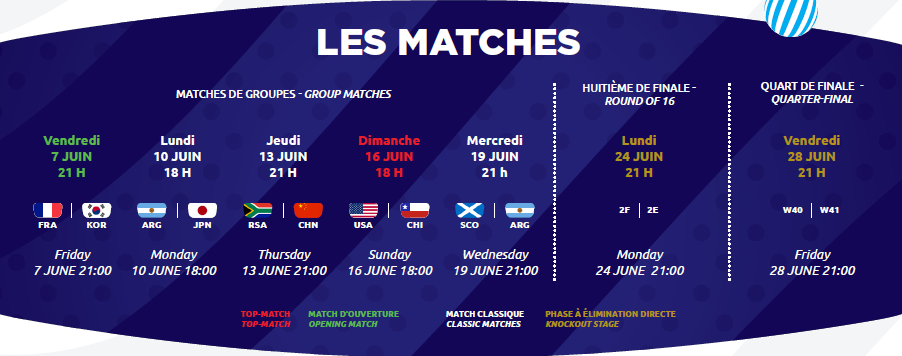 LES MATCHES
MATCHES DE GROUPES - GROUP MATCHES
HUITIÈME DE FINALE -
ROUND OF 16
QUART DE FINALE -
QUARTER-FINAL
Vendredi
7 JUIN
21 H
Lundi
10 JUIN
18 H
Jeudi
13 JUIN
21 H
Dimanche
16 JUIN
18 H
Mercredi
19 JUIN
21 h
Lundi
24 JUIN
21 H
Vendredi
28 JUIN
21 H
FRA KOR
ARG JPN
RSA CHN
USA CHI
SCO ARG
2F 2E
W40 W41
Friday
7 JUNE 21:00
Monday
10 JUNE 18:00
Thursday
13 JUNE 21:00
Sunday
16 JUNE 18:00
Wednesday
19 JUNE 21:00
Monday
24 JUNE 21:00
Friday
28 JUNE 21:00
TOP-MATCH
TOP-MATCH
MATCH D'OUVERTURE
OPENING MATCH
MATCH CLASSIQUE
CLASSIC MATCHES
PHASE À ÉLIMINATION DIRECTE
KNOCKOUT STAGE